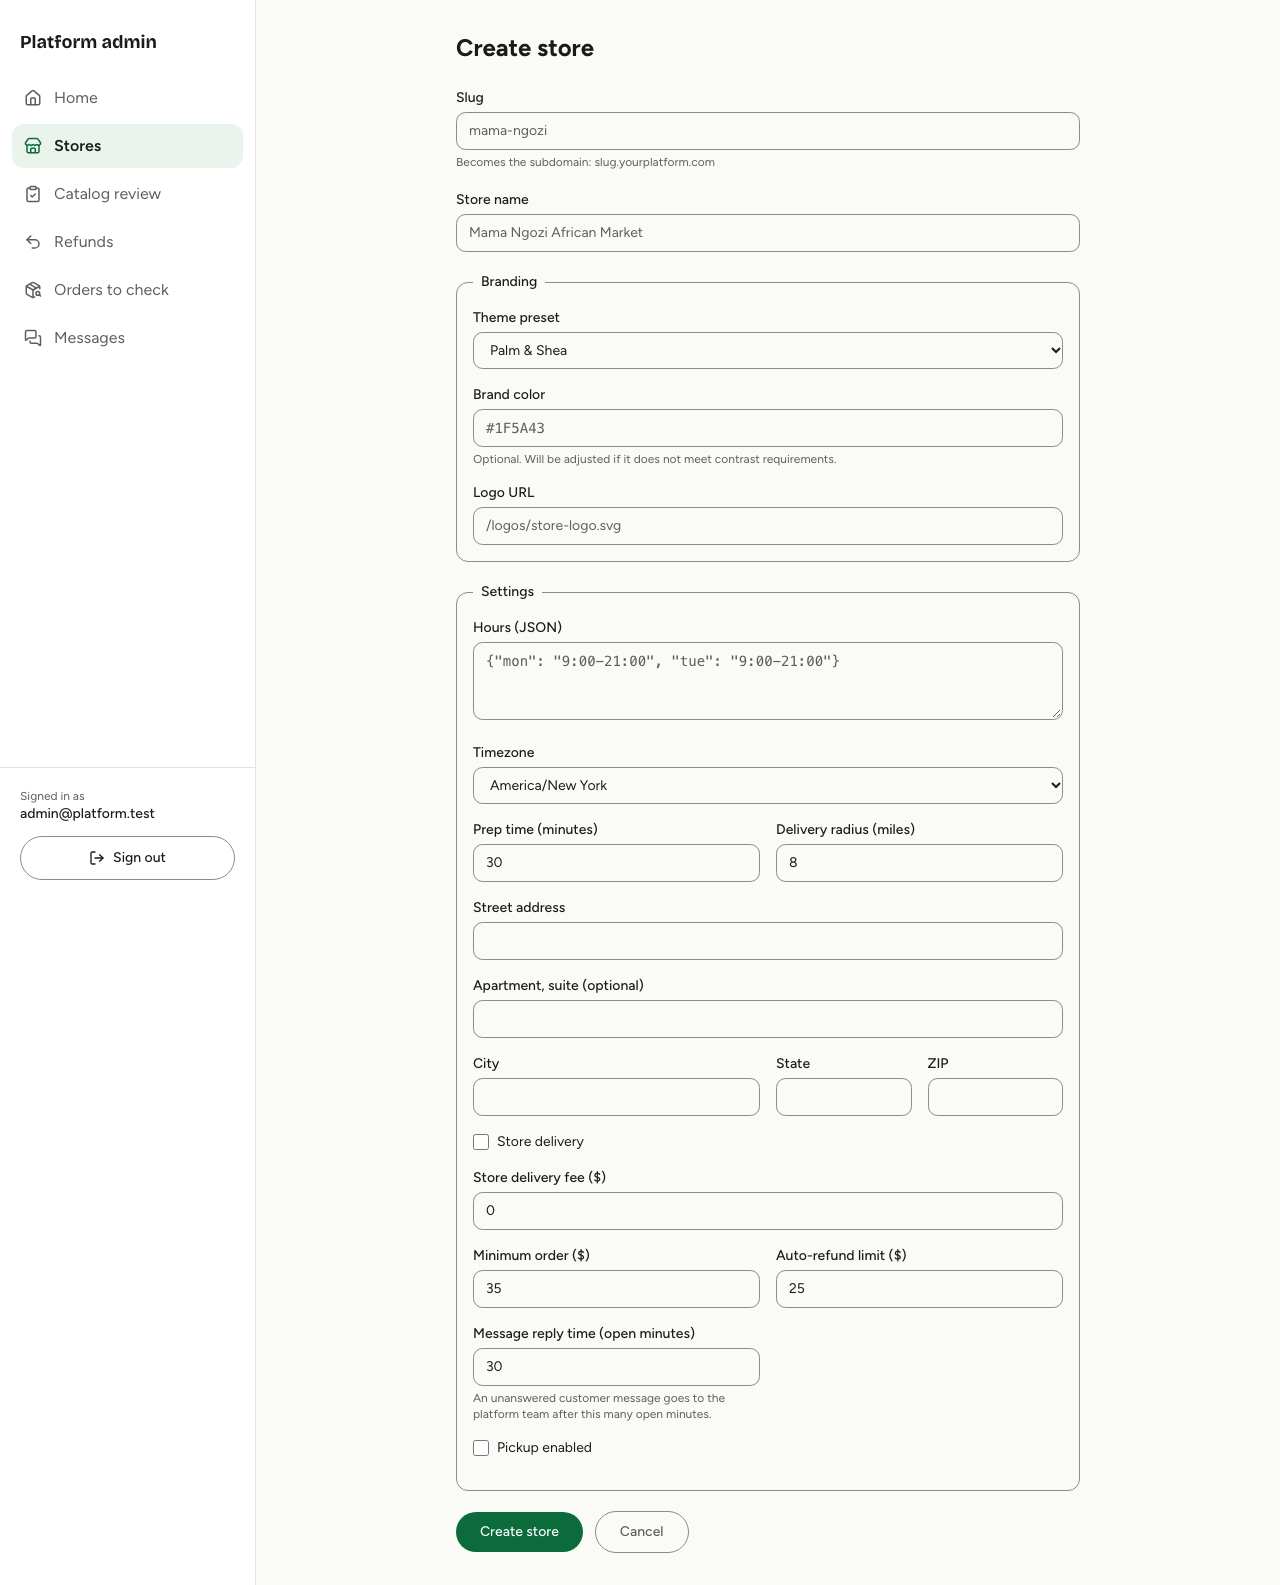 Platform admin
Home
Stores
Catalog review
Refunds
Orders to check
Messages
Signed in as
admin@platform.test
Sign out
Create store
Slug
mama-ngozi
Becomes the subdomain: slug.yourplatform.com
Store name
Mama Ngozi African Market
Branding
Theme preset
Palm & Shea
Brand color
#1F5A43
Optional. Will be adjusted if it does not meet contrast requirements.
Logo URL
/logos/store-logo.svg
Settings
Hours (JSON)
{"mon": "9:00–21:00", "tue": "9:00–21:00"}
Timezone
America/New York
Prep time (minutes) Delivery radius (miles)
30 8
Street address
Apartment, suite (optional)
City State ZIP
Store delivery
Store delivery fee ($)
0
Minimum order ($) Auto-refund limit ($)
35 25
Message reply time (open minutes)
30
An unanswered customer message goes to the
platform team after this many open minutes.
Pickup enabled
Create store Cancel